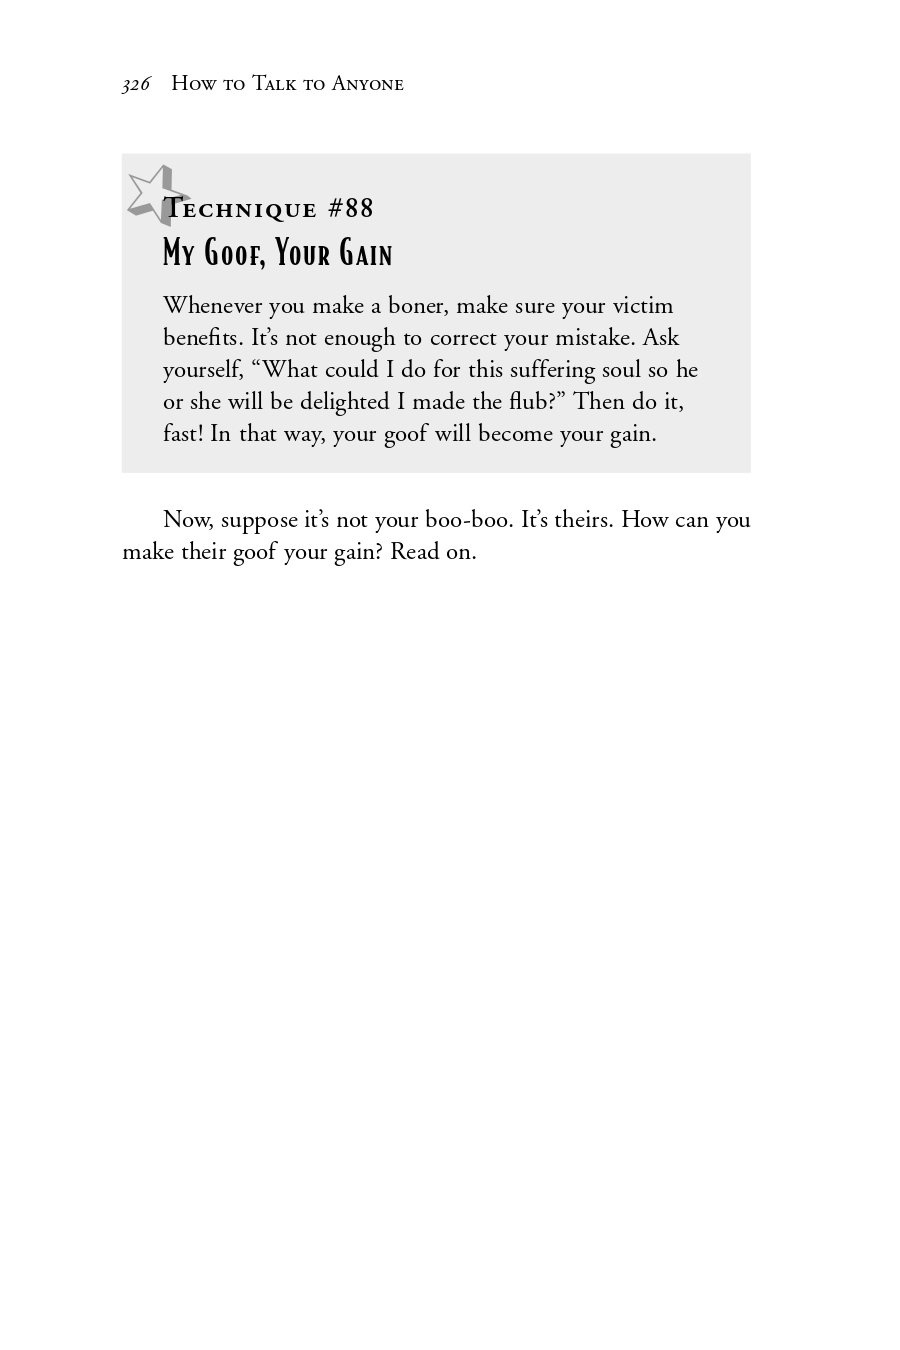 326 How to Talk to Anyone
Technique #88
My Goof, Your Gain
Whenever you make a boner, make sure your victim
benefits. It’s not enough to correct your mistake. Ask
yourself, “What could I do for this suffering soul so he
or she will be delighted I made the flub?” Then do it,
fast! In that way, your goof will become your gain.
Now, suppose it’s not your boo-boo. It’s theirs. How can you
make their goof your gain? Read on.